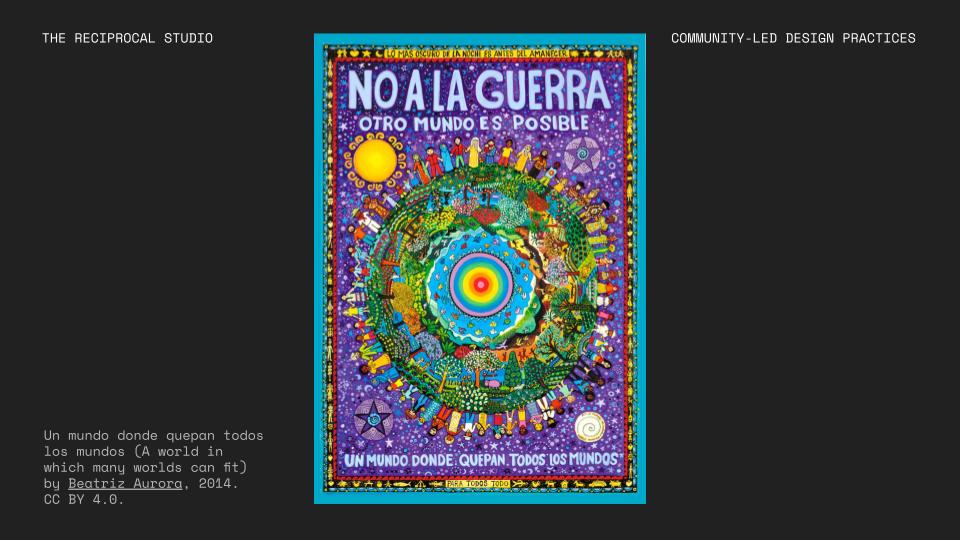 THE RECIPROCAL STUDIO
COMMUNITY-LED DESIGN PRACTICES
LO MAS OSCURO DE LA NOCHE ES ANTES DEL AMANECER!
NO A LA GUERRA
OTRO MUNDO ES POSIBLE
UN MUNDO DONDE QUEPAN TODOS LOS MUNDOS
PARA TODOS TODO
Un mundo donde quepan todos
los mundos (A world in
which many worlds can fit)
by Beatriz Aurora, 2014.
CC BY 4.0.